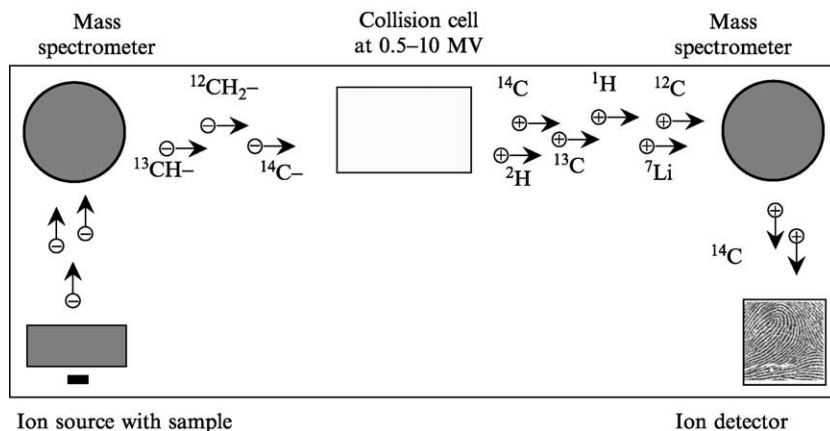 Mass
spectrometer
Collision cell
at 0.5–10 MV
Mass
spectrometer
¹²CH₂–
¹³CH–
¹⁴C–
¹⁴C
¹H
¹²C
²H
¹³C
⁷Li
¹⁴C
Ion source with sample
Ion detector